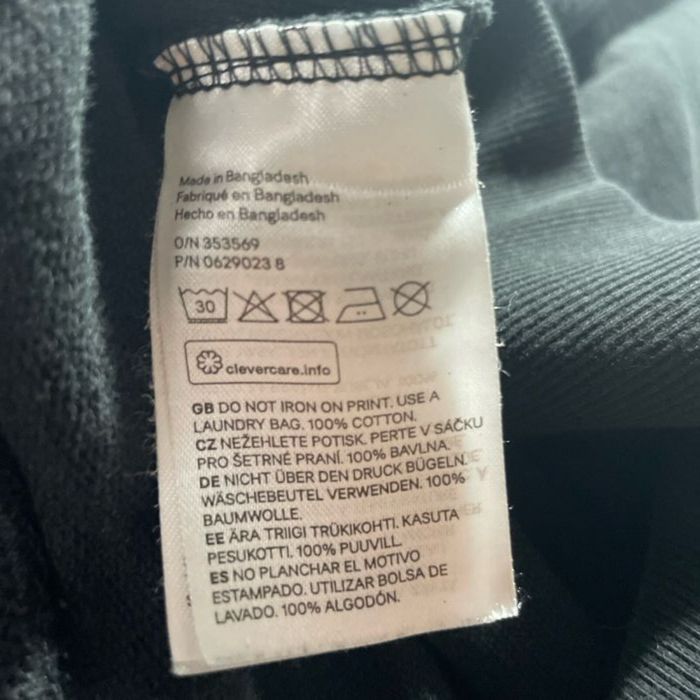 Made in Bangladesh
Fabriqué en Bangladesh
Hecho en Bangladesh
O/N 353569
P/N 0629023 8
30
clevercare.info
GB DO NOT IRON ON PRINT. USE A
LAUNDRY BAG. 100% COTTON.
CZ NEŽEHLETE POTISK. PERTE V SÁČKU
PRO ŠETRNÉ PRANÍ. 100% BAVLNA.
DE NICHT ÜBER DEN DRUCK BÜGELN.
WÄSCHEBEUTEL VERWENDEN. 100%
BAUMWOLLE.
EE ÄRA TRIIGI TRÜKIKOHTI. KASUTA
PESUKOTTI. 100% PUUVILL.
ES NO PLANCHAR EL MOTIVO
ESTAMPADO. UTILIZAR BOLSA DE
LAVADO. 100% ALGODÓN.